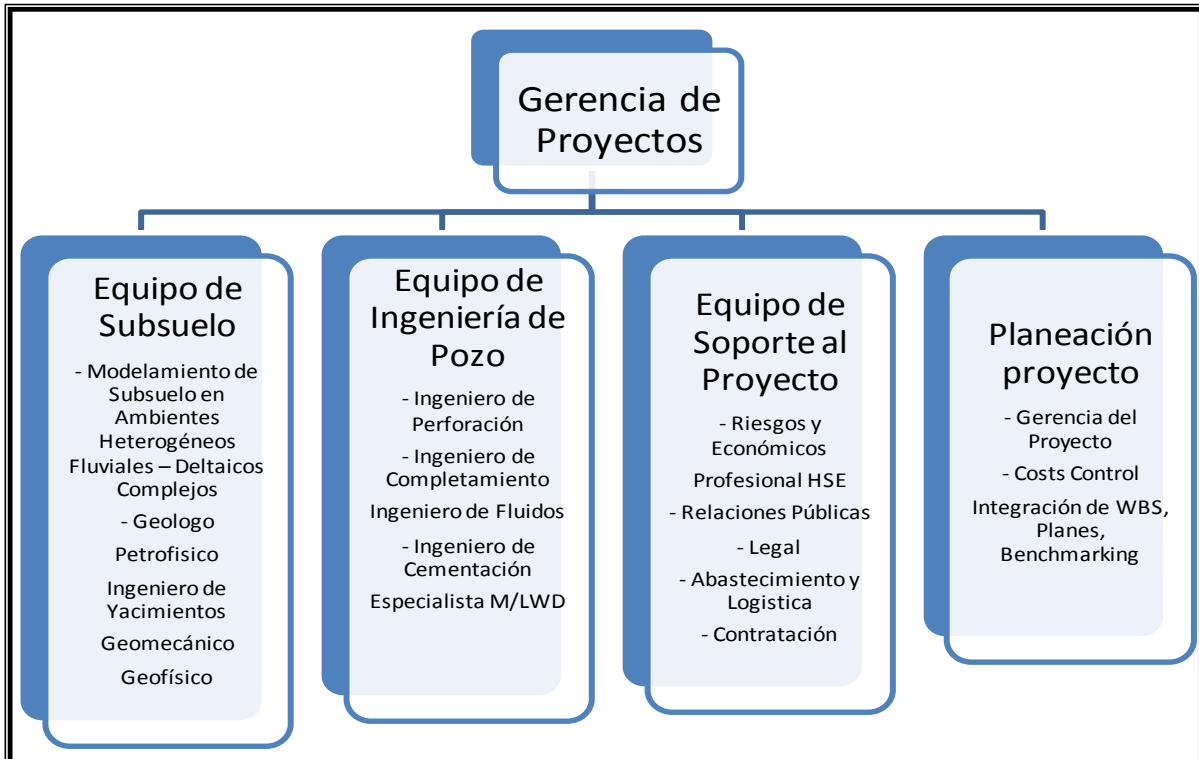 Gerencia de
Proyectos
Equipo de
Subsuelo
- Modelamiento de
Subsuelo en
Ambientes
Heterogéneos
Fluviales – Deltaicos
Complejos
- Geologo
Petrofisico
Ingeniero de
Yacimientos
Geomecánico
Geofísico
Equipo de
Ingeniería de
Pozo
- Ingeniero de
Perforación
- Ingeniero de
Completamiento
Ingeniero de Fluidos
- Ingeniero de
Cementación
Especialista M/LWD
Equipo de
Soporte al
Proyecto
- Riesgos y
Económicos
Profesional HSE
- Relaciones Públicas
- Legal
- Abastecimiento y
Logistica
- Contratación
Planeación
proyecto
- Gerencia del
Proyecto
- Costs Control
Integración de WBS,
Planes,
Benchmarking